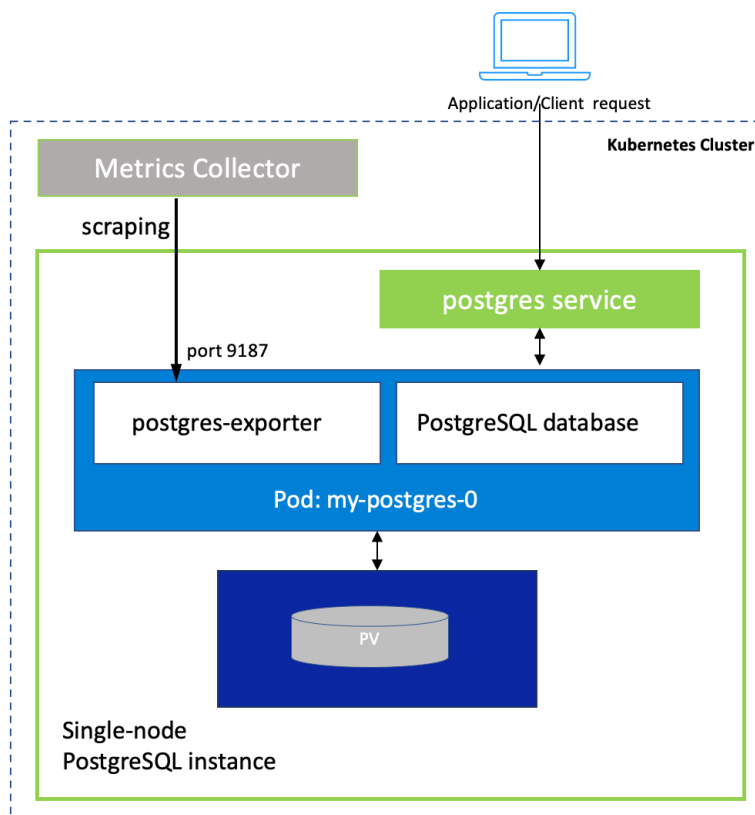 Application/Client request
Kubernetes Cluster
Metrics Collector
scraping
postgres service
port 9187
postgres-exporter
PostgreSQL database
Pod: my-postgres-0
PV
Single-node
PostgreSQL instance